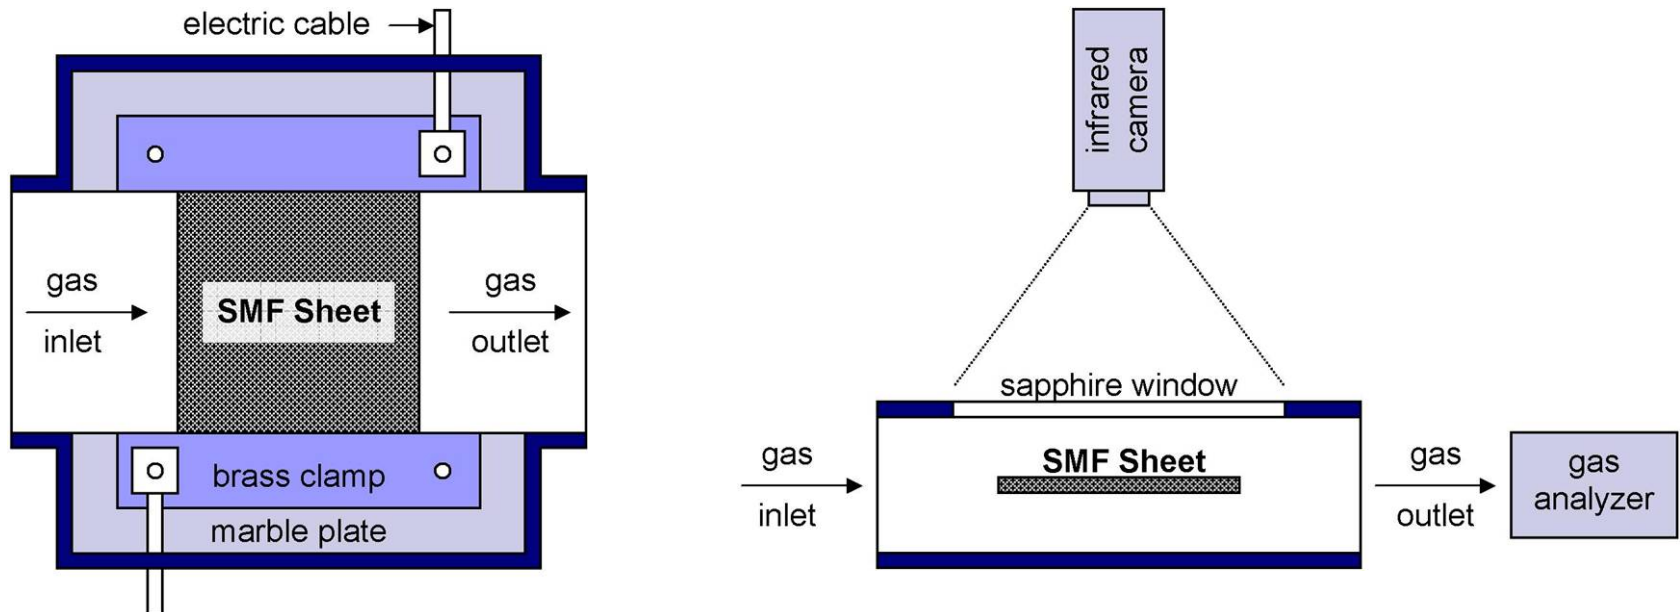 electric cable
gas
inlet
SMF Sheet
gas
outlet
brass clamp
marble plate
infrared
camera
sapphire window
gas
inlet
SMF Sheet
gas
outlet
gas
analyzer